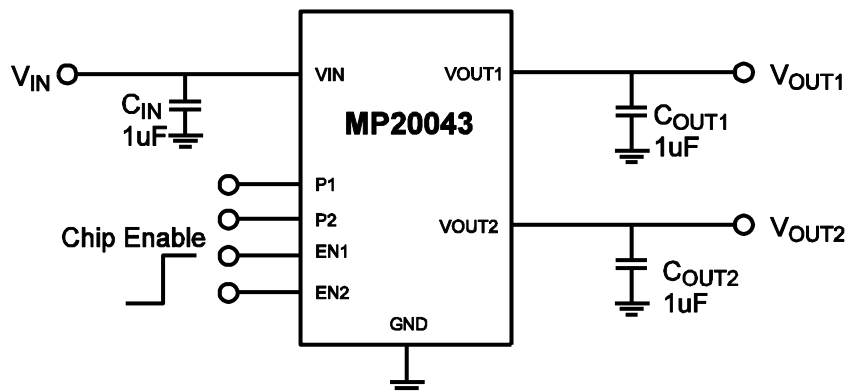 VIN
VIN
VOUT1
VOUT1
CIN
1uF
MP20043
COUT1
1uF
P1
P2
VOUT2
VOUT2
Chip Enable
EN1
EN2
COUT2
1uF
GND